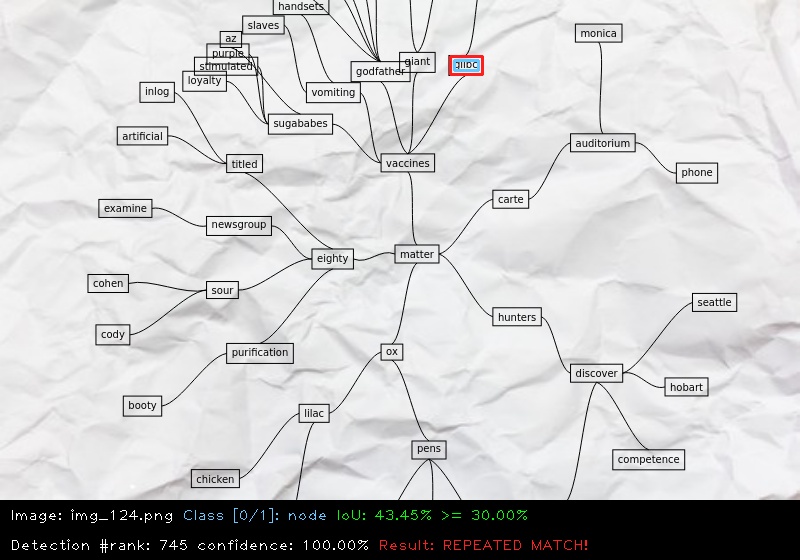 handsets
slaves
monica
az
purple
giant
glibc
stimulated
godfather
loyalty
inlog
vomiting
sugababes
artificial
auditorium
titled
vaccines
phone
carte
examine
newsgroup
matter
eighty
cohen
sour
seattle
hunters
cody
purification
ox
discover
hobart
booty
lilac
pens
competence
chicken
Image: img_124.png Class [0/1]: node IoU: 43.45% >= 30.00%
Detection #rank: 745 confidence: 100.00% Result: REPEATED MATCH!